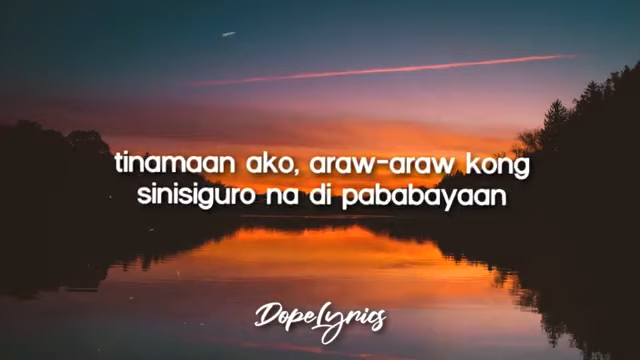 tinamaan ako, araw-araw kong
sinisiguro na di pababayaan
DopeLyrics